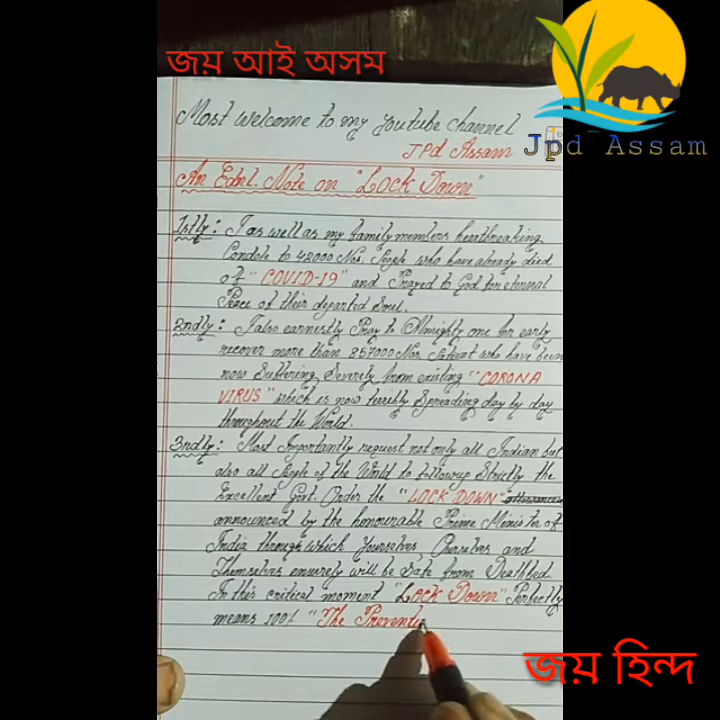 জয় আই অসম
Most welcome to my Youtube channel
JPd Assam
Jpd Assam
An Ednl. Note on "Lock Down"
1stly: I as well as my family members heartbreaking
Condole to 42000 Nos. People who have already died
of "COVID-19" and Prayed to God for eternal
Peace of their departed Soul.
2ndly: I also earnestly Pray to Almighty one for early
recover more than 857000 Nos. Patient who have been
now Suffering Severely from existing "CORONA
VIRUS" which is now terribly Spreading day by day
throughout the World.
3ndly: Most Importantly request not only all Indian but
also all People of the World to followup Strictly the
Excellent Govt. Order the "LOCK DOWN"
announced by the honourable Prime Minister of
India through which Yourselves Ourselves and
Themselves ensurely will be Safe from Deathbed.
In this critical moment "Lock Down" Perfectly
means 100% "The Prevente
জয় হিন্দ